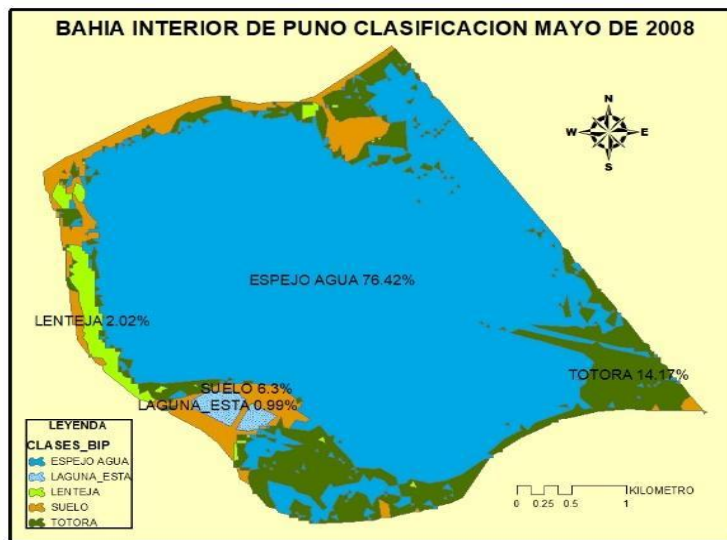 BAHIA INTERIOR DE PUNO CLASIFICACION MAYO DE 2008
N
W E
S
ESPEJO AGUA 76.42%
LENTEJA 2.02%
TOTORA 14.17%
SUELO 6.3%
LAGUNA_ESTA 0.99%
LEYENDA
CLASES_BIP
ESPEJO AGUA
LAGUNA_ESTA
LENTEJA
SUELO
TOTORA
KILOMETRO
0 0.25 0.5 1